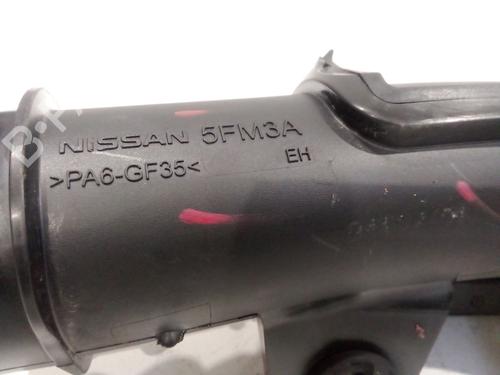 NISSAN 5FM3A
>PA6-GF35< EH